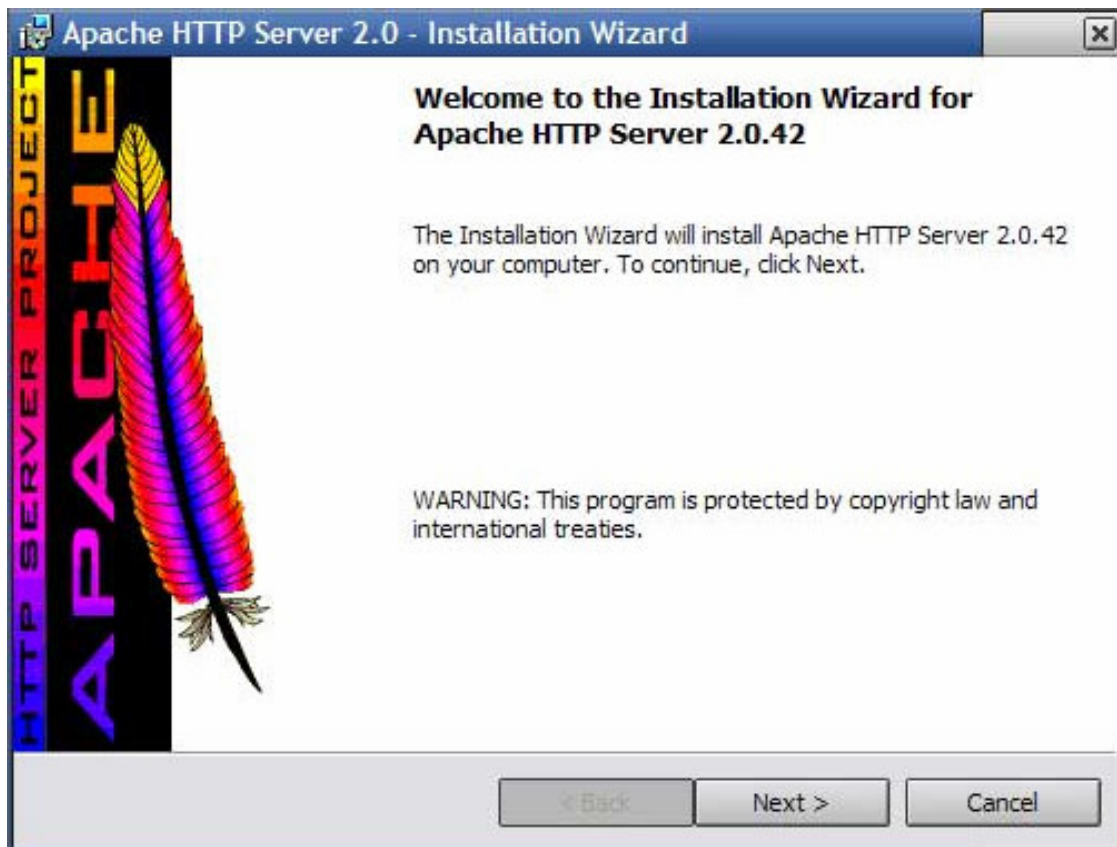 Apache HTTP Server 2.0 - Installation Wizard
HTTP SERVER PROJECT
APACHE
Welcome to the Installation Wizard for
Apache HTTP Server 2.0.42
The Installation Wizard will install Apache HTTP Server 2.0.42
on your computer. To continue, click Next.
WARNING: This program is protected by copyright law and
international treaties.
< Back
Next >
Cancel